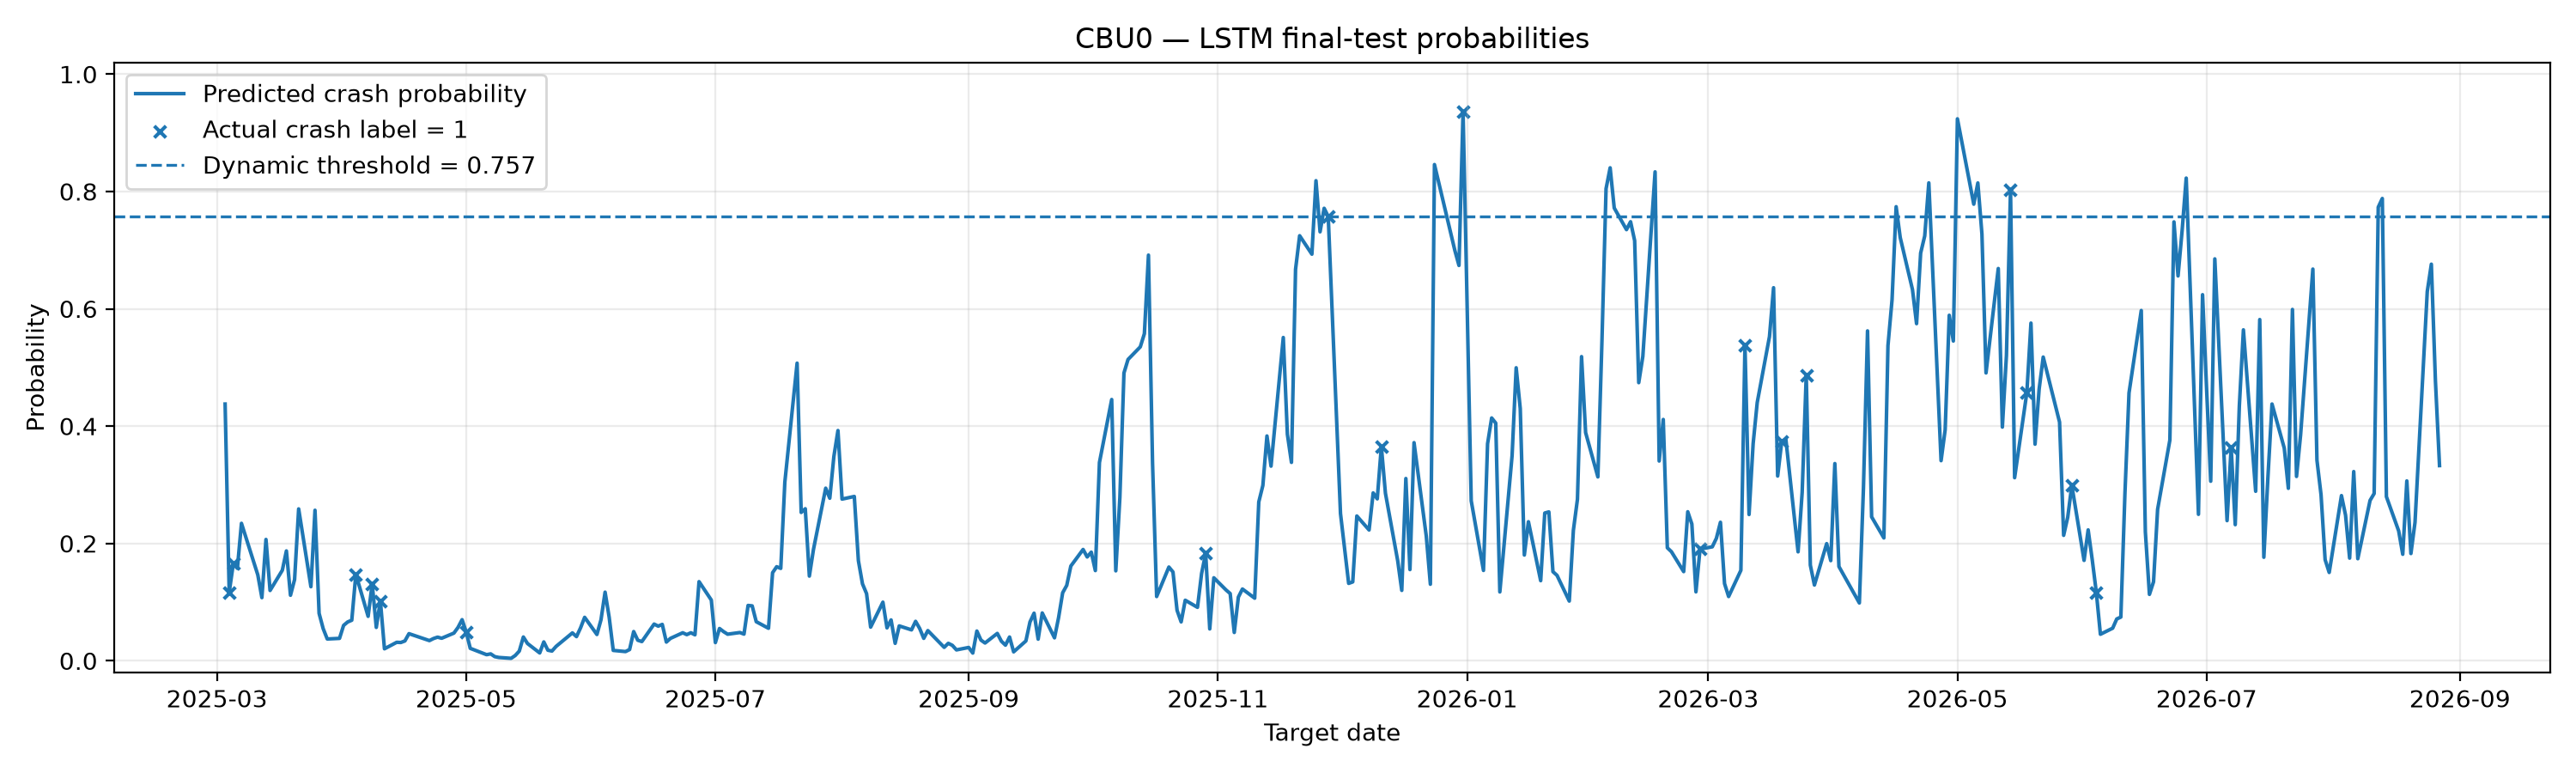 CBU0 — LSTM final-test probabilities
Predicted crash probability
Actual crash label = 1
Dynamic threshold = 0.757
1.0
0.8
0.6
0.4
0.2
0.0
Probability
2025-03 2025-05 2025-07 2025-09 2025-11 2026-01 2026-03 2026-05 2026-07 2026-09
Target date